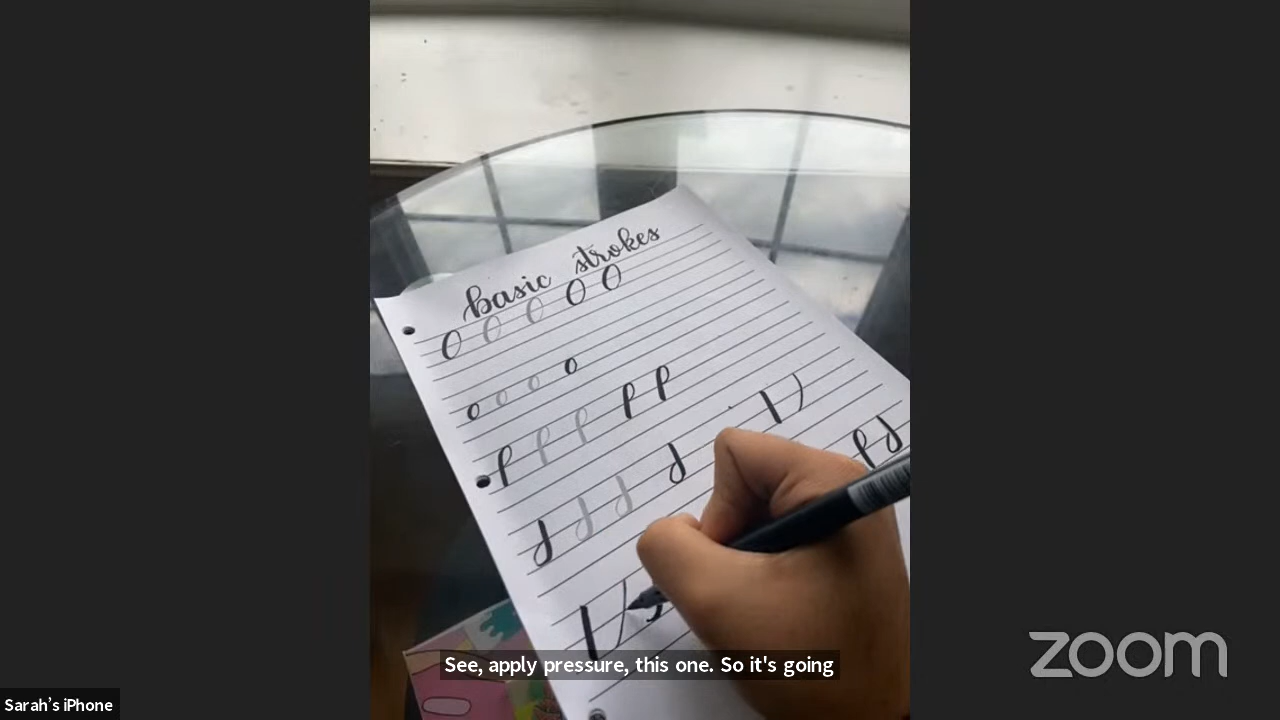 basic strokes
See, apply pressure, this one. So it's going
zoom
Sarah's iPhone